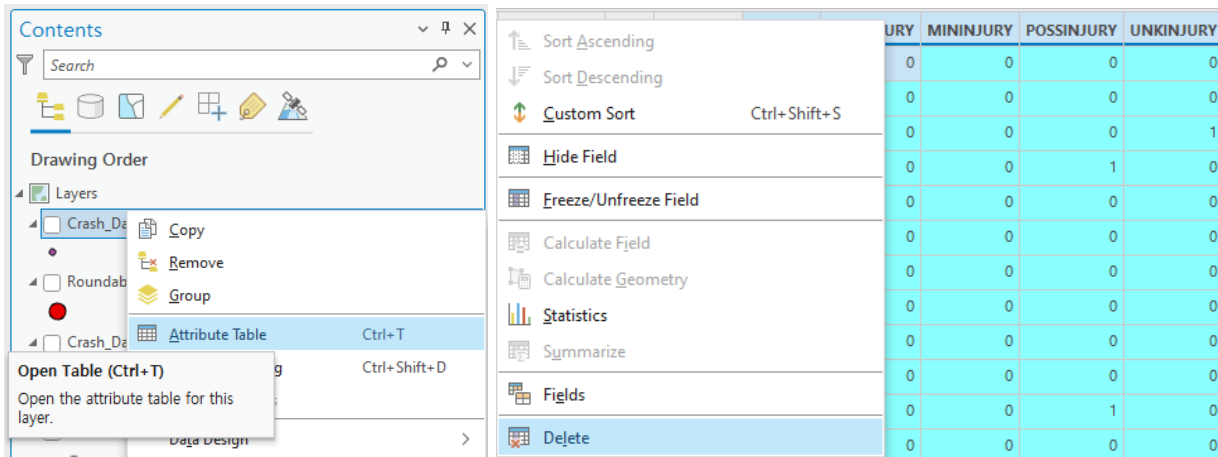 Contents
Search
Drawing Order
Layers
Crash_Da
Copy
Remove
Roundab
Group
Attribute Table Ctrl+T
Crash_Da
g Ctrl+Shift+D
Open Table (Ctrl+T)
Open the attribute table for this
layer.
Data Design
Sort Ascending
Sort Descending
Custom Sort Ctrl+Shift+S
Hide Field
Freeze/Unfreeze Field
Calculate Field
Calculate Geometry
Statistics
Summarize
Fields
Delete
URY MININJURY POSSINJURY UNKINJURY
0 0 0 0
0 0 0 0
0 0 0 1
0 0 1 0
0 0 0 0
0 0 0 0
0 0 0 0
0 0 0 0
0 0 0 0
0 0 0 0
0 0 1 0
0 0 0 0